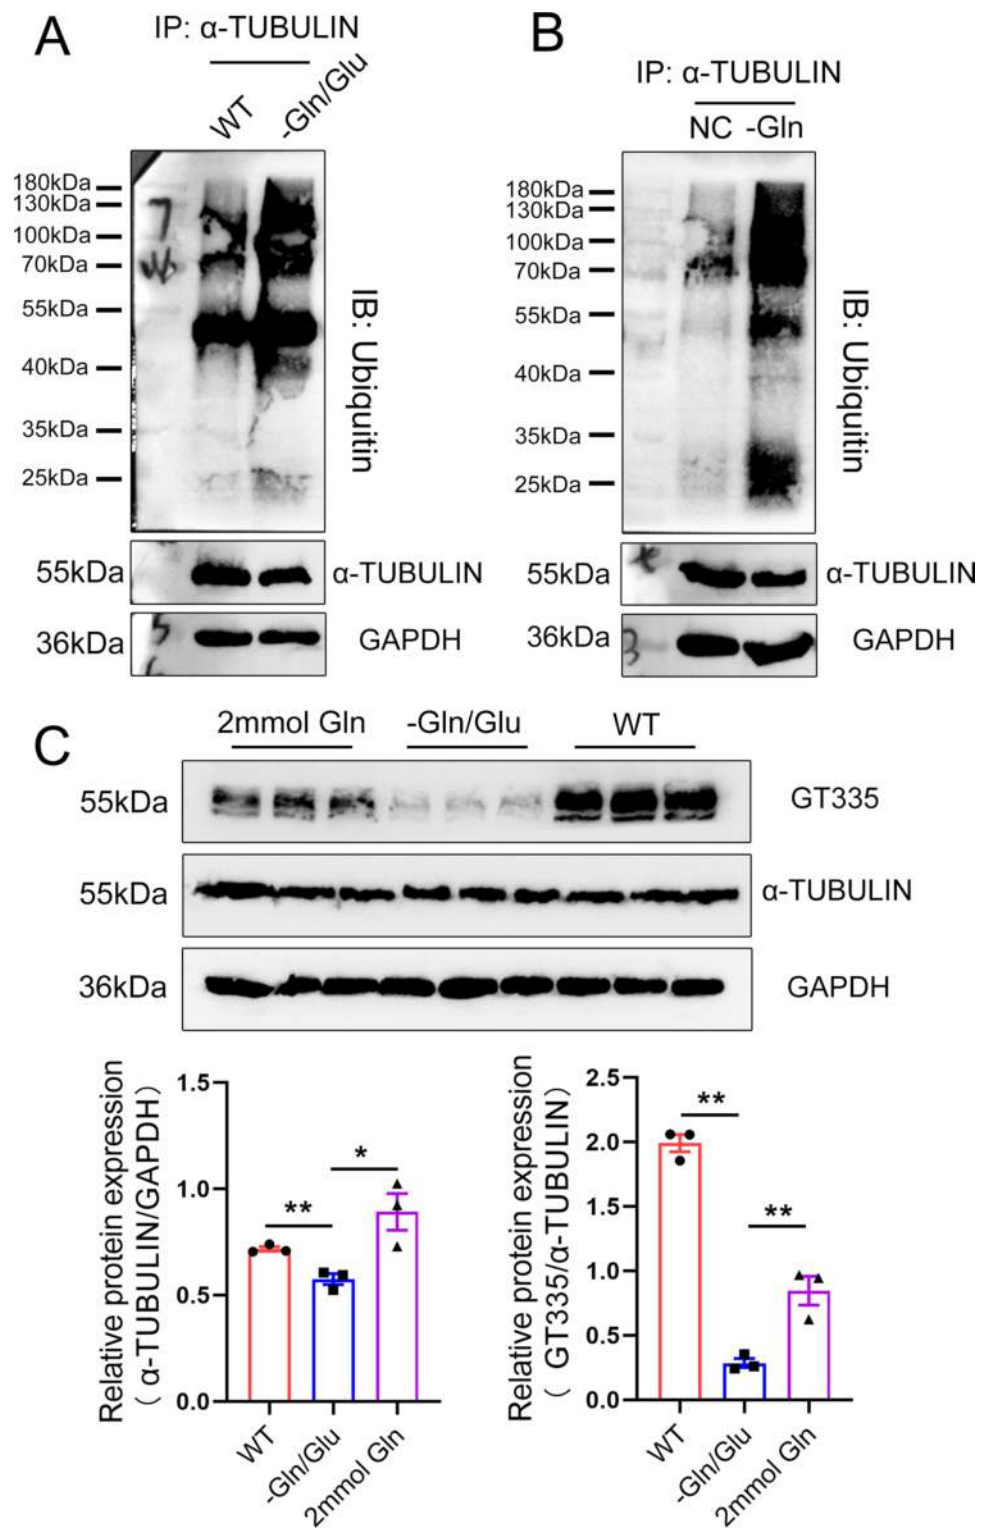 A
IP: α-TUBULIN
WT
-Gln/Glu
180kDa
130kDa
100kDa
70kDa
55kDa
40kDa
35kDa
25kDa
IB: Ubiquitin
55kDa
α-TUBULIN
36kDa
GAPDH
B
IP: α-TUBULIN
NC -Gln
180kDa
130kDa
100kDa
70kDa
55kDa
40kDa
35kDa
25kDa
IB: Ubiquitin
55kDa
α-TUBULIN
36kDa
3
GAPDH
C
2mmol Gln
-Gln/Glu
WT
55kDa
GT335
55kDa
α-TUBULIN
36kDa
GAPDH
Relative protein expression
( α-TUBULIN/GAPDH)
1.5
1.0
0.5
0.0
**
*
WT
-Gln/Glu
2mmol Gln
Relative protein expression
( GT335/α-TUBULIN)
2.5
2.0
1.5
1.0
0.5
0.0
**
**
WT
-Gln/Glu
2mmol Gln